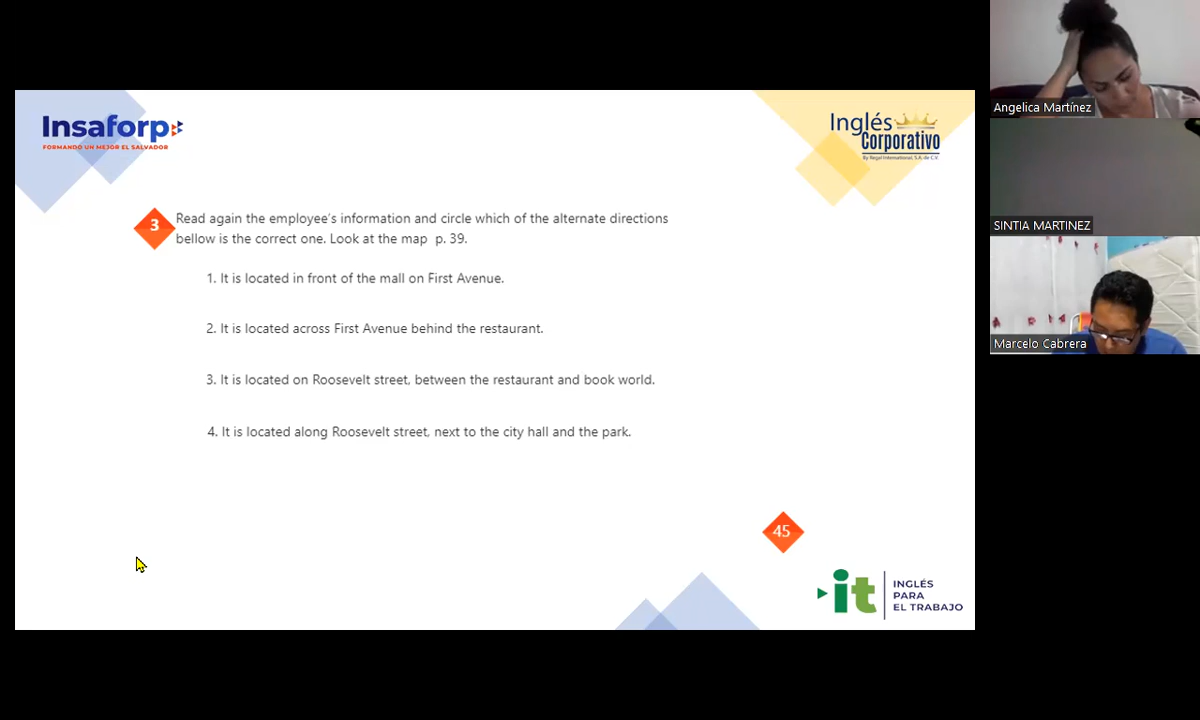 Insaforp
FORMANDO UN MEJOR EL SALVADOR
Inglés
Corporativo
By Regal International, S.A. de C.V.
3
Read again the employee's information and circle which of the alternate directions
bellow is the correct one. Look at the map p. 39.
1. It is located in front of the mall on First Avenue.
2. It is located across First Avenue behind the restaurant.
3. It is located on Roosevelt street, between the restaurant and book world.
4. It is located along Roosevelt street, next to the city hall and the park.
45
it
INGLÉS
PARA
EL TRABAJO
Angelica Martínez
SINTIA MARTINEZ
Marcelo Cabrera